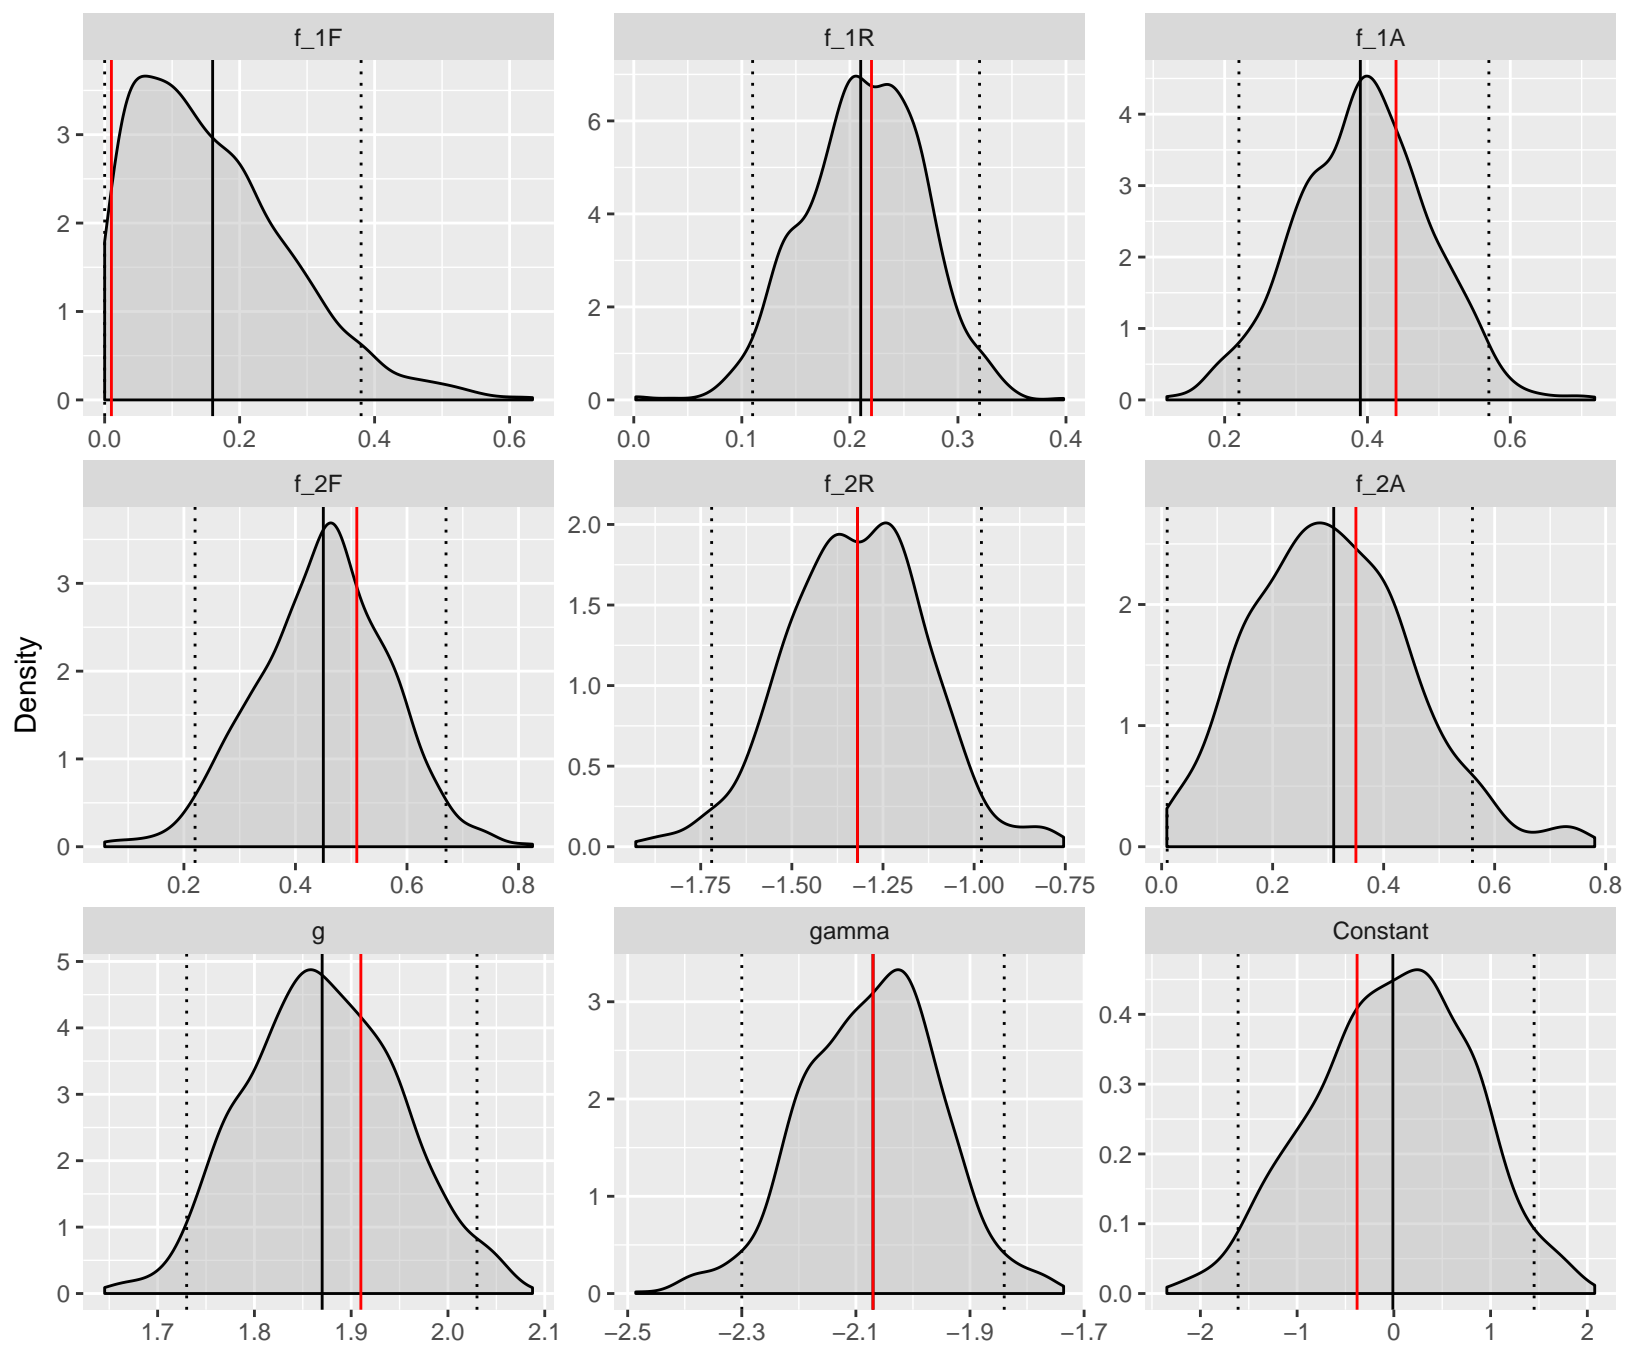 f_1F f_1R f_1A
3 2 1 0
6 4 2 0
4 3 2 1 0
0.0 0.2 0.4 0.6
0.0 0.1 0.2 0.3 0.4
0.2 0.4 0.6
f_2F f_2R f_2A
Density
3 2 1 0
2.0 1.5 1.0 0.5 0.0
2 1 0
0.2 0.4 0.6 0.8
−1.75 −1.50 −1.25 −1.00 −0.75
0.0 0.2 0.4 0.6 0.8
g gamma Constant
5 4 3 2 1 0
3 2 1 0
0.4 0.3 0.2 0.1 0.0
1.7 1.8 1.9 2.0 2.1
−2.5 −2.3 −2.1 −1.9 −1.7
−2 −1 0 1 2